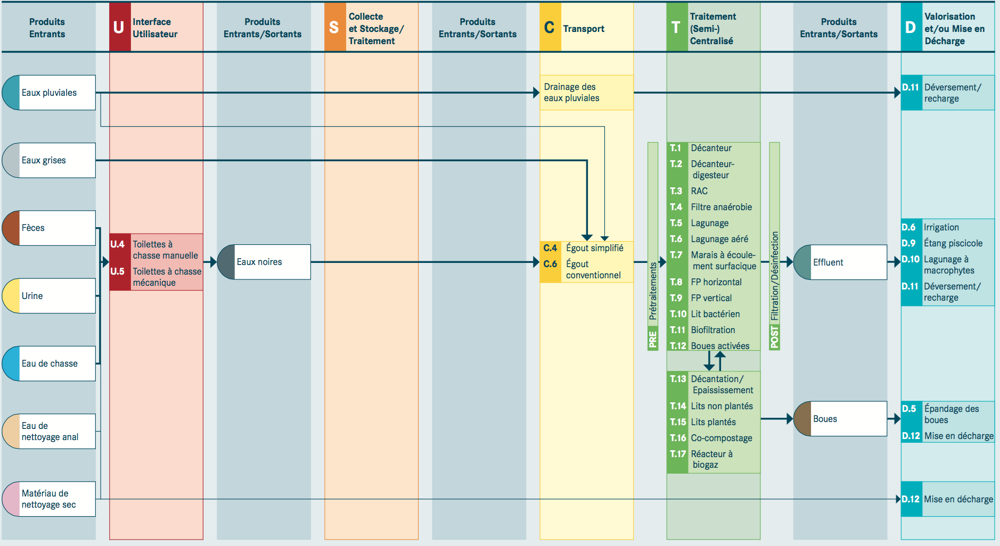 Produits
Entrants
U
Interface
Utilisateur
Produits
Entrants/Sortants
S
Collecte
et Stockage/
Traitement
Produits
Entrants/Sortants
C
Transport
T
Traitement
(Semi-)
Centralisé
Produits
Entrants/Sortants
D
Valorisation
et/ou Mise en
Décharge
Eaux pluviales
Drainage des
eaux pluviales
D.11 Déversement/
recharge
Eaux grises
Fèces
Urine
Eau de chasse
Eau de
nettoyage anal
Matériau de
nettoyage sec
U.4 Toilettes à
chasse manuelle
U.5 Toilettes à chasse
mécanique
Eaux noires
C.4 Égout simplifié
C.6 Égout
conventionnel
PRE Prétraitements
T.1 Décanteur
T.2 Décanteur-
digesteur
T.3 RAC
T.4 Filtre anaérobie
T.5 Lagunage
T.6 Lagunage aéré
T.7 Marais à écoule-
ment surfacique
T.8 FP horizontal
T.9 FP vertical
T.10 Lit bactérien
T.11 Biofiltration
T.12 Boues activées
T.13 Décantation/
Epaississement
T.14 Lits non plantés
T.15 Lits plantés
T.16 Co-compostage
T.17 Réacteur à
biogaz
POST Filtration/Désinfection
Effluent
Boues
D.6 Irrigation
D.9 Étang piscicole
D.10 Lagunage à
macrophytes
D.11 Déversement/
recharge
D.5 Épandage des
boues
D.12 Mise en décharge
D.12 Mise en décharge